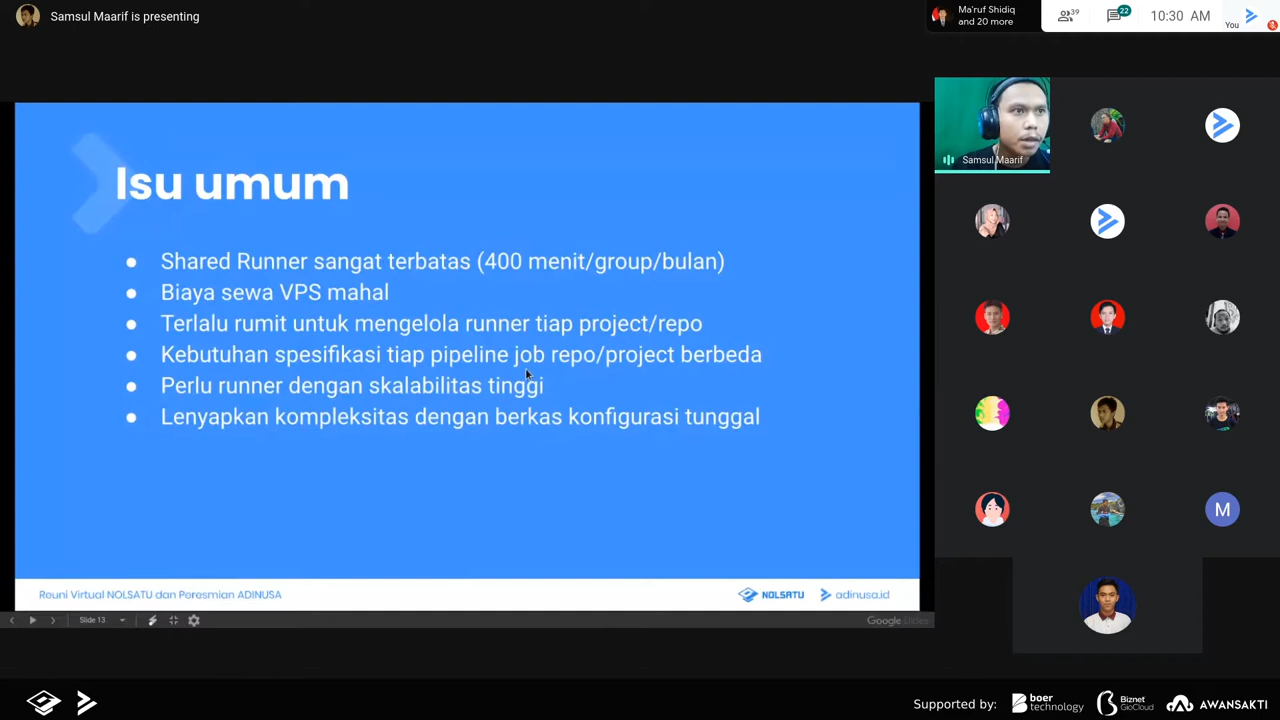 Samsul Maarif is presenting
Ma'ruf Shidiq
and 20 more
39
22
10:30 AM
You
Isu umum
Shared Runner sangat terbatas (400 menit/group/bulan)
Biaya sewa VPS mahal
Terlalu rumit untuk mengelola runner tiap project/repo
Kebutuhan spesifikasi tiap pipeline job repo/project berbeda
Perlu runner dengan skalabilitas tinggi
Lenyapkan kompleksitas dengan berkas konfigurasi tunggal
Reuni Virtual NOLSATU dan Peresmian ADINUSA
NOLSATU
adinusa.id
Slide 13
Google Slides
Samsul Maarif
M
Supported by:
boer
technology
Biznet
GioCloud
AWANSAKTI